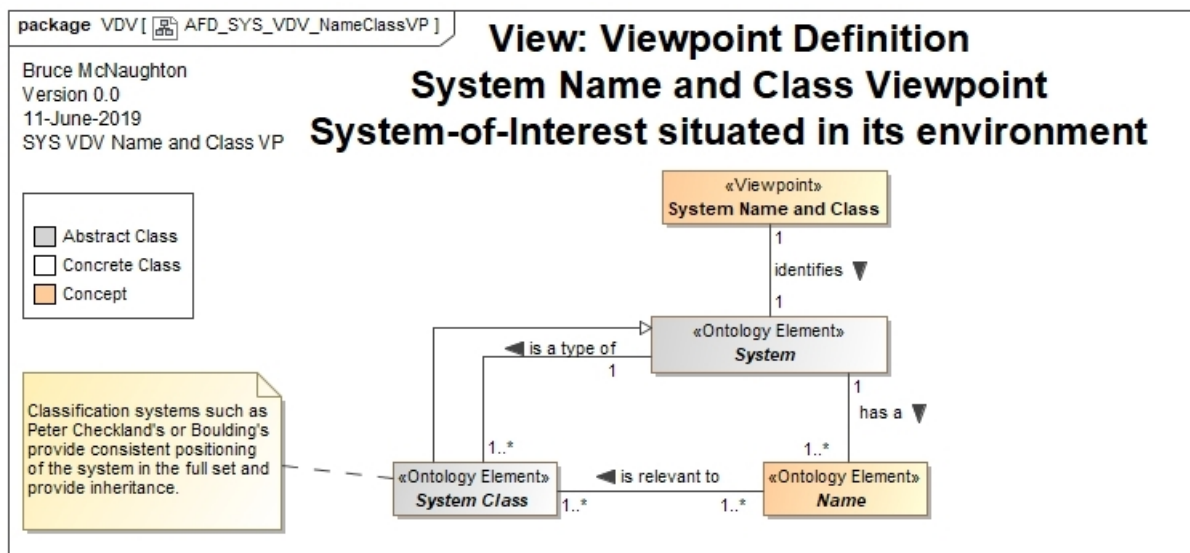 package VDV [ AFD_SYS_VDV_NameClassVP ]
View: Viewpoint Definition
System Name and Class Viewpoint
System-of-Interest situated in its environment
Bruce McNaughton
Version 0.0
11-June-2019
SYS VDV Name and Class VP
Abstract Class
Concrete Class
Concept
«Viewpoint»
System Name and Class
1
identifies ▼
1
«Ontology Element»
System
◀ is a type of
1
1
has a ▼
Classification systems such as
Peter Checkland's or Boulding's
provide consistent positioning
of the system in the full set and
provide inheritance.
1..*
1..*
«Ontology Element»
System Class
◀ is relevant to
1..*
1..*
«Ontology Element»
Name